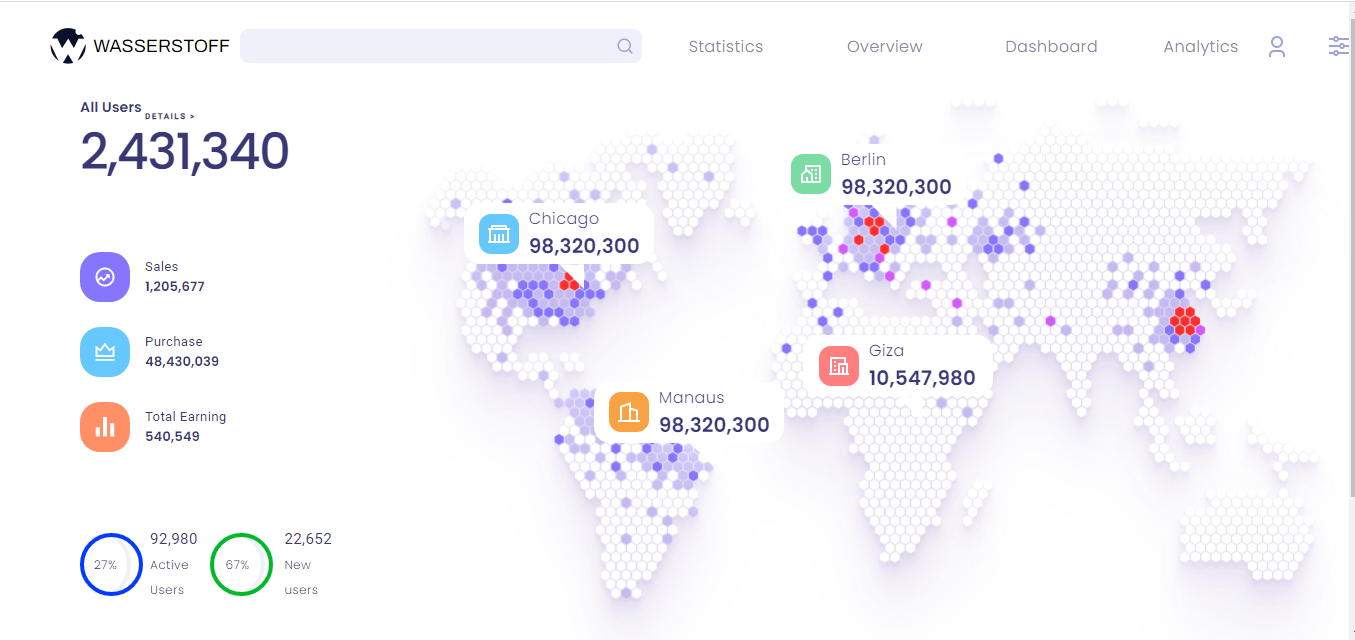 WASSERSTOFF
Statistics
Overview
Dashboard
Analytics
All Users
DETAILS >
2,431,340
Sales
1,205,677
Purchase
48,430,039
Total Earning
540,549
27%
92,980
Active
Users
67%
22,652
New
users
Berlin
98,320,300
Chicago
98,320,300
Giza
10,547,980
Manaus
98,320,300